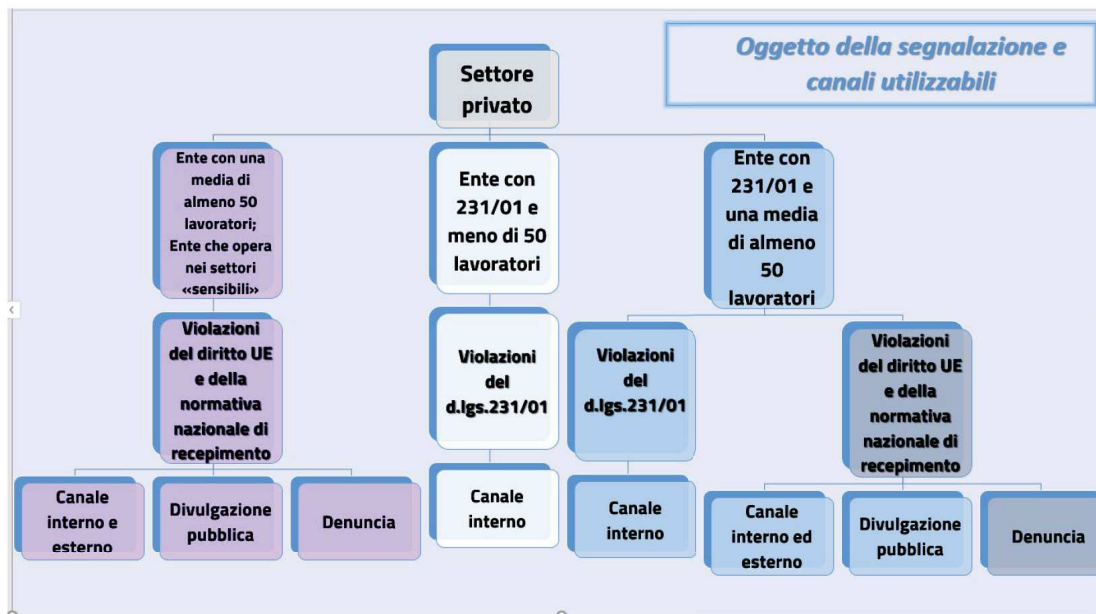 Oggetto della segnalazione e
canali utilizzabili
Settore
privato
Ente con una
media di
almeno 50
lavoratori;
Ente che opera
nei settori
«sensibili»
Ente con
231/01 e
meno di 50
lavoratori
Ente con
231/01 e
una media
di almeno
50
lavoratori
Violazioni
del diritto UE
e della
normativa
nazionale di
recepimento
Violazioni
del
d.lgs.231/01
Violazioni
del
d.lgs.231/01
Violazioni
del diritto UE
e della
normativa
nazionale di
recepimento
Canale
interno e
esterno
Divulgazione
pubblica
Denuncia
Canale
interno
Canale
interno
Canale
interno ed
esterno
Divulgazione
pubblica
Denuncia